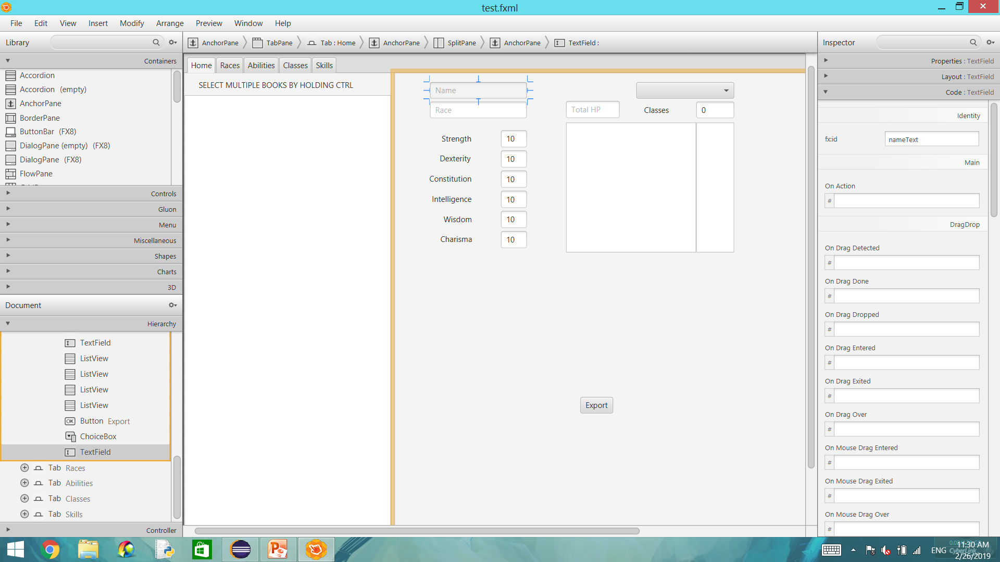 test.fxml
File Edit View Insert Modify Arrange Preview Window Help
Library
Containers
Accordion
Accordion (empty)
AnchorPane
BorderPane
ButtonBar (FX8)
DialogPane (empty) (FX8)
DialogPane (FX8)
FlowPane
Controls
Gluon
Menu
Miscellaneous
Shapes
Charts
3D
Document
Hierarchy
TextField
ListView
ListView
ListView
ListView
Button Export
ChoiceBox
TextField
Tab Races
Tab Abilities
Tab Classes
Tab Skills
Controller
AnchorPane TabPane Tab : Home AnchorPane SplitPane AnchorPane TextField :
Home Races Abilities Classes Skills
SELECT MULTIPLE BOOKS BY HOLDING CTRL
Name
Race
Total HP Classes 0
Strength 10
Dexterity 10
Constitution 10
Intelligence 10
Wisdom 10
Charisma 10
Export
Inspector
Properties : TextField
Layout : TextField
Code : TextField
Identity
fx:id nameText
Main
On Action
#
DragDrop
On Drag Detected
#
On Drag Done
#
On Drag Dropped
#
On Drag Entered
#
On Drag Exited
#
On Drag Over
#
On Mouse Drag Entered
#
On Mouse Drag Exited
#
On Mouse Drag Over
#
ENG
11:30 AM
CyberLink
2/26/2019